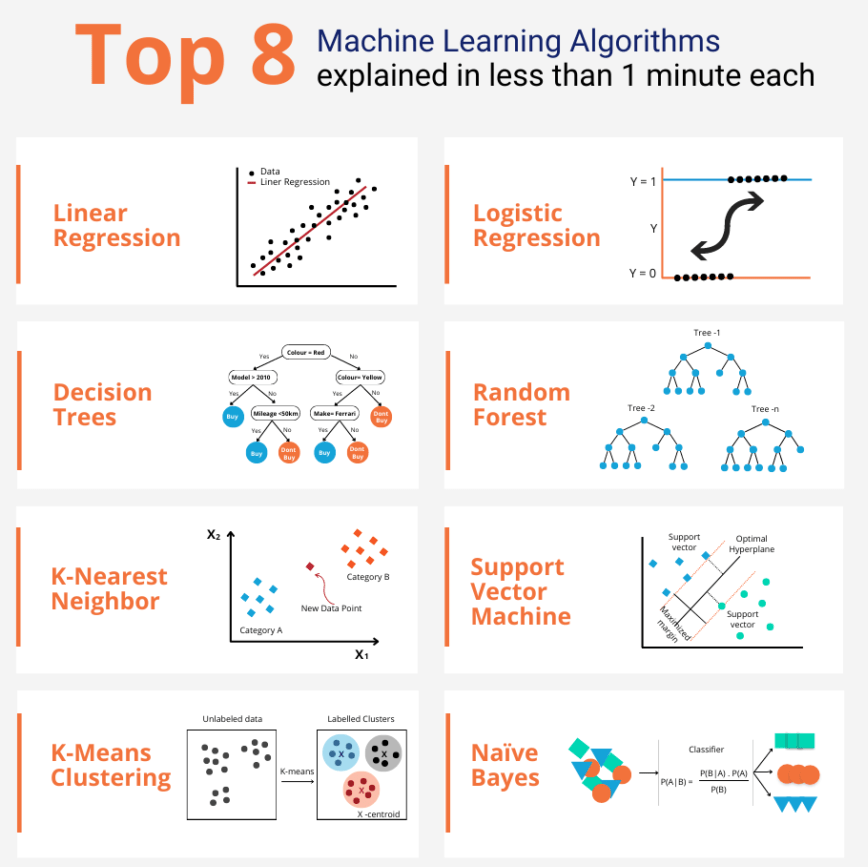 Top 8
Machine Learning Algorithms
explained in less than 1 minute each
Linear
Regression
Data
Liner Regression
Logistic
Regression
Y = 1
Y
Y = 0
Decision
Trees
Colour = Red
Yes
No
Model > 2010
Colour= Yellow
Yes
No
Yes
No
Buy
Mileage <50km
Make= Ferrari
Dont
Buy
Yes
No
Yes
No
Buy
Dont
Buy
Buy
Dont
Buy
Random
Forest
Tree -1
Tree -2
Tree -n
K-Nearest
Neighbor
X2
Category B
New Data Point
Category A
X1
Support
Vector
Machine
Support
vector
Optimal
Hyperplane
Maximized
margin
Support
vector
K-Means
Clustering
Unlabeled data
K-means
Labelled Clusters
X
X
X
X -centroid
Naïve
Bayes
Classifier
P(A|B) =
P(B|A) . P(A)
P(B)